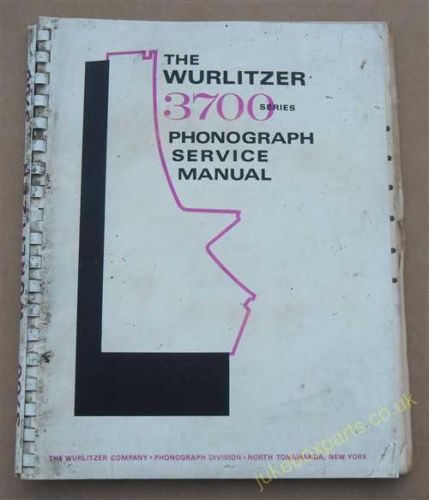 THE
WURLITZER
3700 SERIES
PHONOGRAPH
SERVICE
MANUAL
THE WURLITZER COMPANY • PHONOGRAPH DIVISION • NORTH TONAWANDA, NEW YORK
jukeboxparts.co.uk